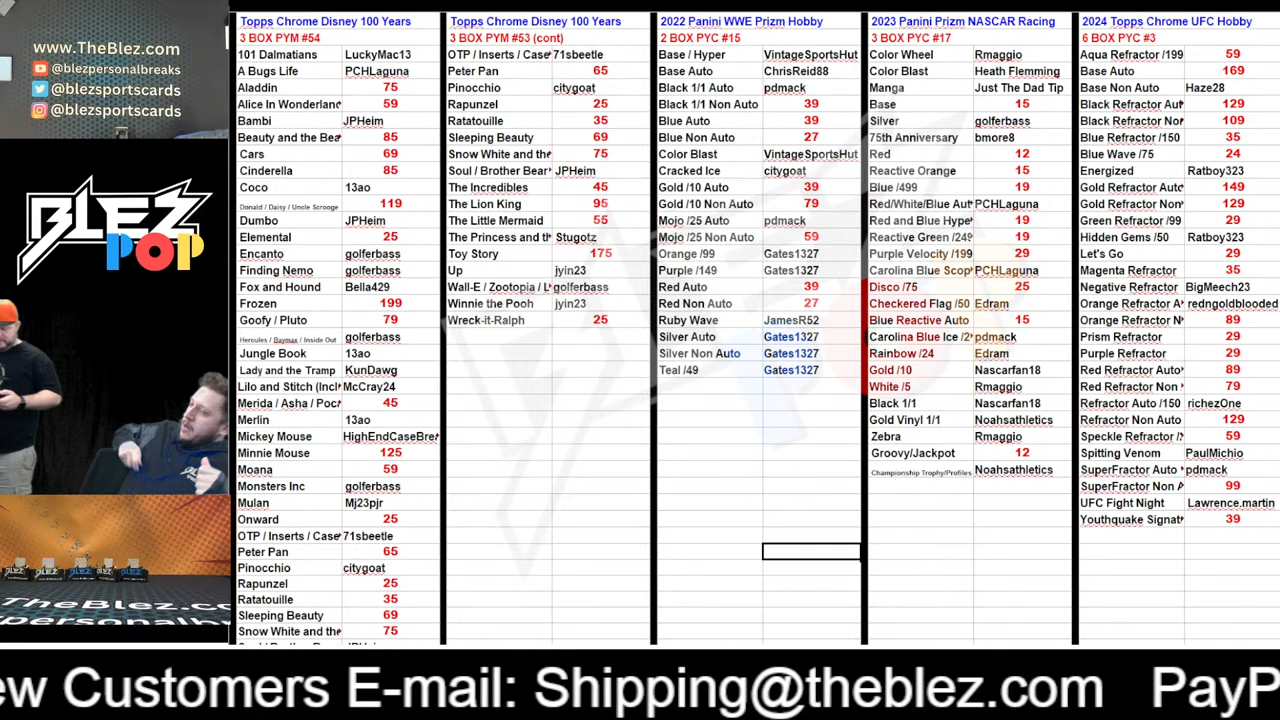 www.TheBlez.com
@blezpersonalbreaks
@blezsportscards
BLEZ
POP
TheBlez.co
personalbr
Topps Chrome Disney 100 Years
3 BOX PYM #54
101 Dalmatians LuckyMac13
A Bugs Life PCHLaguna
Aladdin 75
Alice In Wonderlan 59
Bambi JPHeim
Beauty and the Bea 85
Cars 69
Cinderella 85
Coco 13ao
Donald / Daisy / Uncle Scrooge 119
Dumbo JPHeim
Elemental 25
Encanto golferbass
Finding Nemo golferbass
Fox and Hound Bella429
Frozen 199
Goofy / Pluto 79
Hercules / Baymax / Inside Out golferbass
Jungle Book 13ao
Lady and the Tramp KunDawg
Lilo and Stitch (Incl McCray24
Merida / Asha / Poc 45
Merlin 13ao
Mickey Mouse HighEndCaseBre
Minnie Mouse 125
Moana 59
Monsters Inc golferbass
Mulan Mj23pjr
Onward 25
OTP / Inserts / Case 71sbeetle
Peter Pan 65
Pinocchio citygoat
Rapunzel 25
Ratatouille 35
Sleeping Beauty 69
Snow White and the 75
Topps Chrome Disney 100 Years
3 BOX PYM #53 (cont)
OTP / Inserts / Case 71sbeetle
Peter Pan 65
Pinocchio citygoat
Rapunzel 25
Ratatouille 35
Sleeping Beauty 69
Snow White and the 75
Soul / Brother Bear JPHeim
The Incredibles 45
The Lion King 95
The Little Mermaid 55
The Princess and th Stugotz
Toy Story 175
Up jyin23
Wall-E / Zootopia / L golferbass
Winnie the Pooh jyin23
Wreck-it-Ralph 25
2022 Panini WWE Prizm Hobby
2 BOX PYC #15
Base / Hyper VintageSportsHut
Base Auto ChrisReid88
Black 1/1 Auto pdmack
Black 1/1 Non Auto 39
Blue Auto 39
Blue Non Auto 27
Color Blast VintageSportsHut
Cracked Ice citygoat
Gold /10 Auto 39
Gold /10 Non Auto 79
Mojo /25 Auto pdmack
Mojo /25 Non Auto 59
Orange /99 Gates1327
Purple /149 Gates1327
Red Auto 39
Red Non Auto 27
Ruby Wave JamesR52
Silver Auto Gates1327
Silver Non Auto Gates1327
Teal /49 Gates1327
2023 Panini Prizm NASCAR Racing
3 BOX PYC #17
Color Wheel Rmaggio
Color Blast Heath Flemming
Manga Just The Dad Tip
Base 15
Silver golferbass
75th Anniversary bmore8
Red 12
Reactive Orange 15
Blue /499 19
Red/White/Blue Aut PCHLaguna
Red and Blue Hype 19
Reactive Green /249 19
Purple Velocity /199 29
Carolina Blue Scop PCHLaguna
Disco /75 25
Checkered Flag /50 Edram
Blue Reactive Auto 15
Carolina Blue Ice /2 pdmack
Rainbow /24 Edram
Gold /10 Nascarfan18
White /5 Rmaggio
Black 1/1 Nascarfan18
Gold Vinyl 1/1 Noahsathletics
Zebra Rmaggio
Groovy/Jackpot 12
Championship Trophy/Profiles Noahsathletics
2024 Topps Chrome UFC Hobby
6 BOX PYC #3
Aqua Refractor /199 59
Base Auto 169
Base Non Auto Haze28
Black Refractor Aut 129
Black Refractor No 109
Blue Refractor /150 35
Blue Wave /75 24
Energized Ratboy323
Gold Refractor Auto 149
Gold Refractor Non 129
Green Refractor /99 29
Hidden Gems /50 Ratboy323
Let's Go 29
Magenta Refractor 35
Negative Refractor BigMeech23
Orange Refractor A redngoldblooded
Orange Refractor N 89
Prism Refractor 29
Purple Refractor 29
Red Refractor Auto 89
Red Refractor Non 79
Refractor Auto /150 richezOne
Refractor Non Auto 129
Speckle Refractor /2 59
Spitting Venom PaulMichio
SuperFractor Auto pdmack
SuperFractor Non A 99
UFC Fight Night Lawrence.martin
Youthquake Signat 39
ew Customers E-mail: Shipping@theblez.com PayP